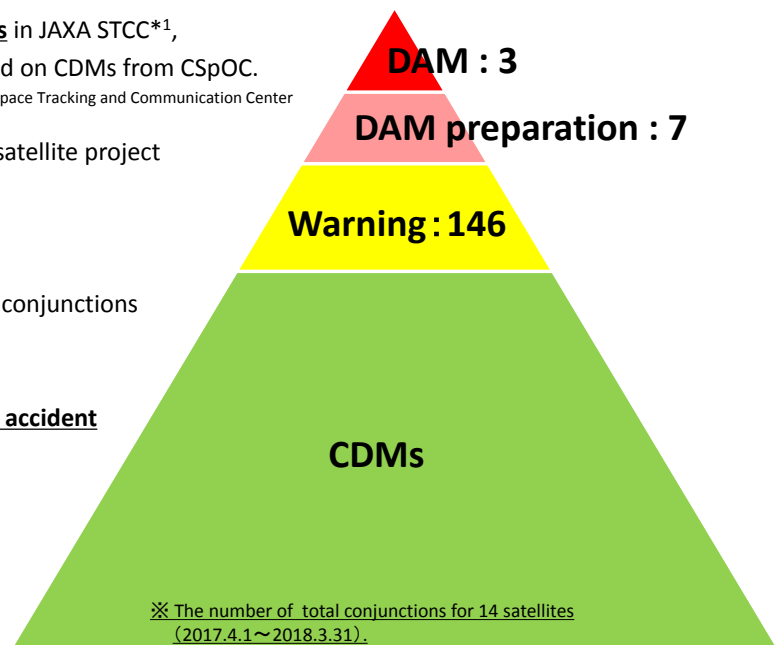 s in JAXA STCC*1,
d on CDMs from CSpOC.
pace Tracking and Communication Center
satellite project
conjunctions
accident
DAM : 3
DAM preparation : 7
Warning : 146
CDMs
※ The number of total conjunctions for 14 satellites
（2017.4.1～2018.3.31）.